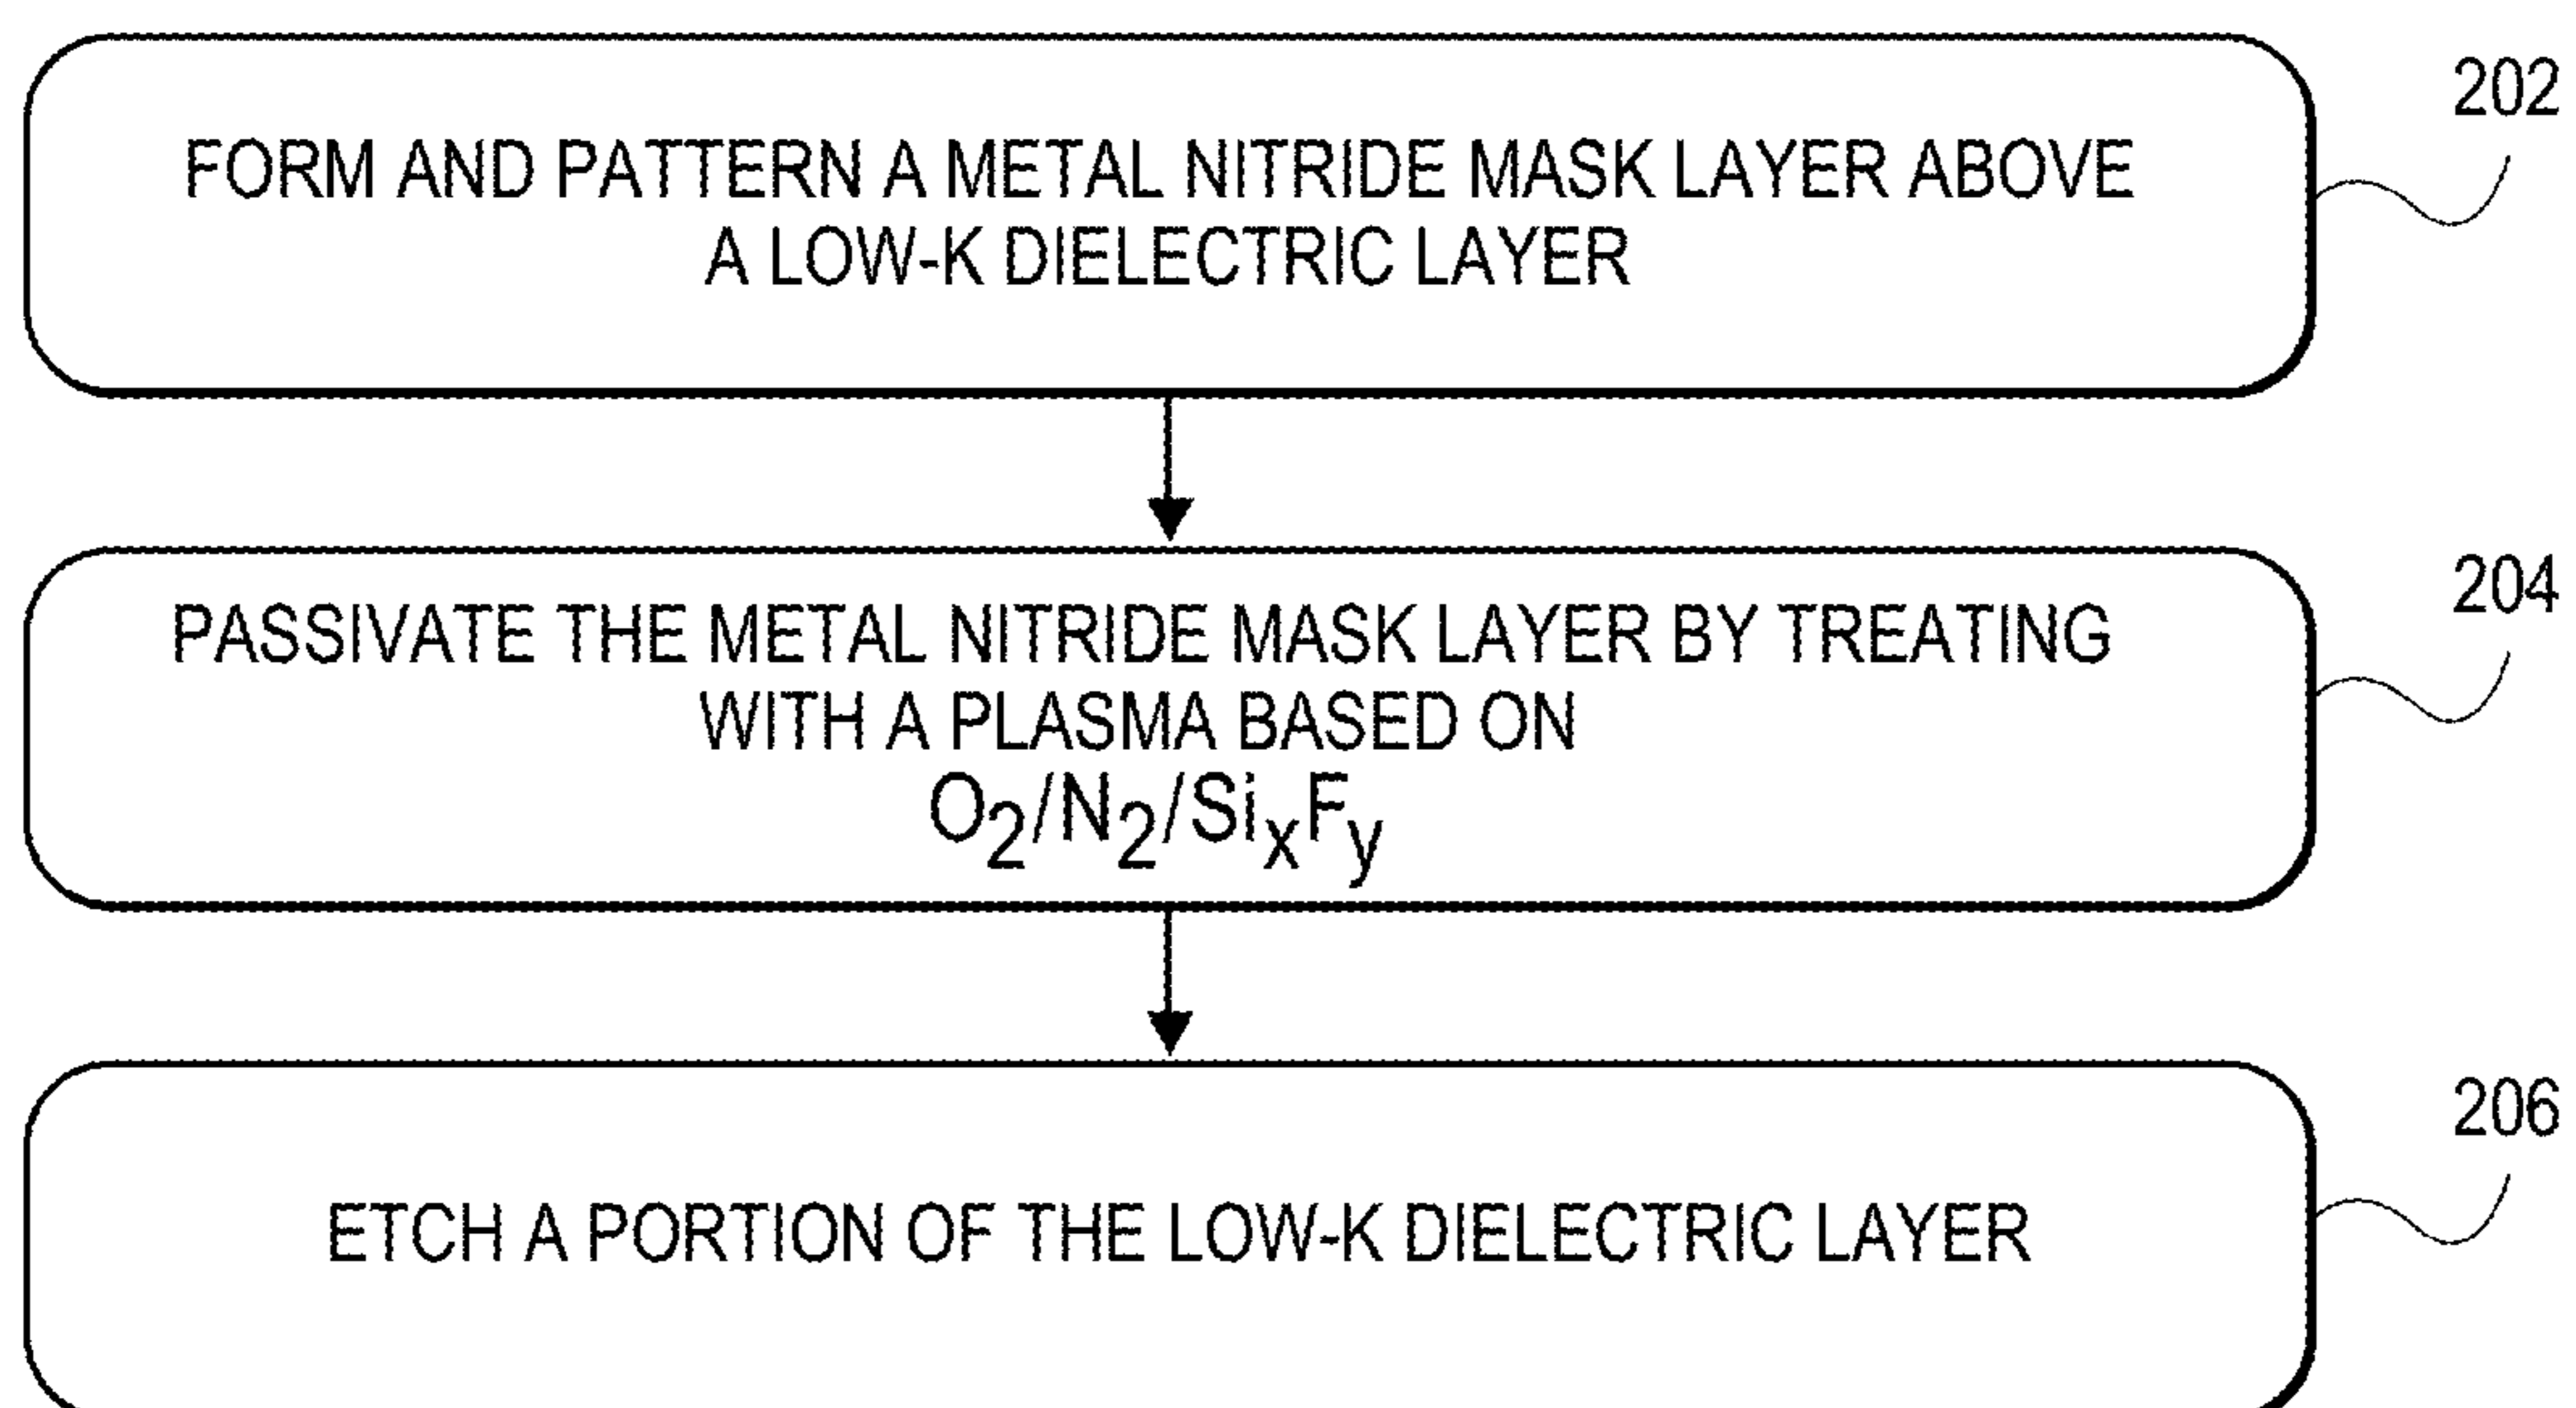 202
FORM AND PATTERN A METAL NITRIDE MASK LAYER ABOVE
A LOW-K DIELECTRIC LAYER
204
PASSIVATE THE METAL NITRIDE MASK LAYER BY TREATING
WITH A PLASMA BASED ON
O₂/N₂/SiₓFᵧ
206
ETCH A PORTION OF THE LOW-K DIELECTRIC LAYER